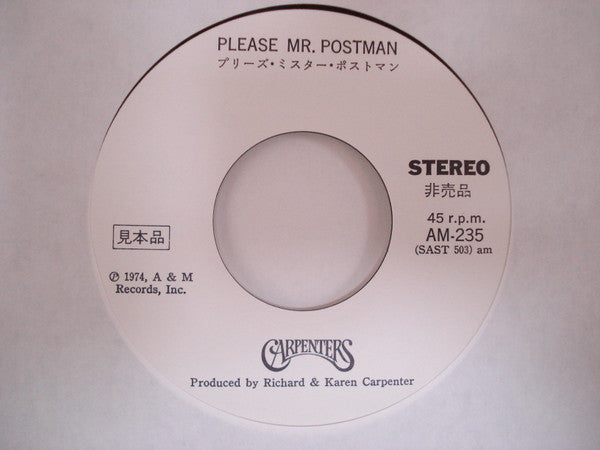 PLEASE MR. POSTMAN
プリーズ・ミスター・ポストマン
STEREO
非売品
45 r.p.m.
AM-235
(SAST 503) am
見本品
Ⓟ 1974, A & M
Records, Inc.
CARPENTERS
Produced by Richard & Karen Carpenter